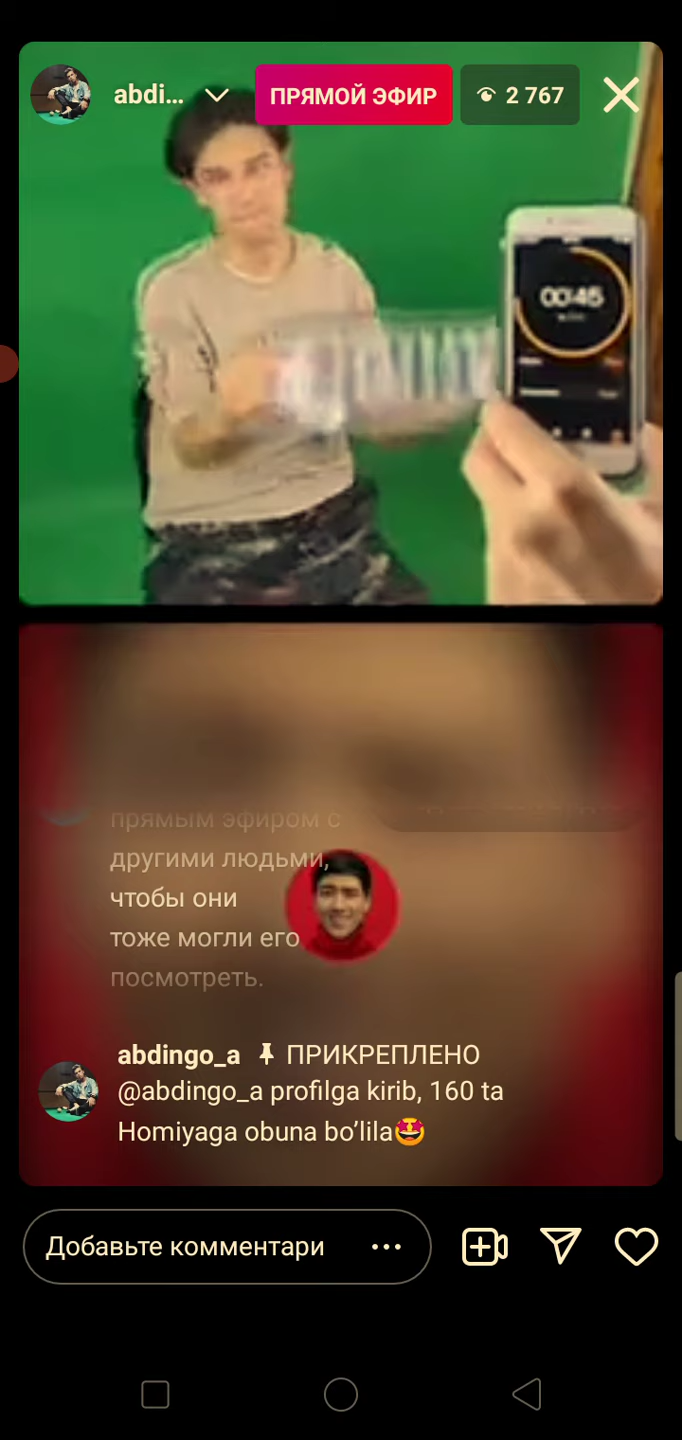 abdi...
ПРЯМОЙ ЭФИР
2 767
00:45
прямым эфиром с
другими людьми,
чтобы они
тоже могли его
посмотреть.
abdingo_a ПРИКРЕПЛЕНО
@abdingo_a profilga kirib, 160 ta
Homiyaga obuna bo’lila🤩
Добавьте комментари